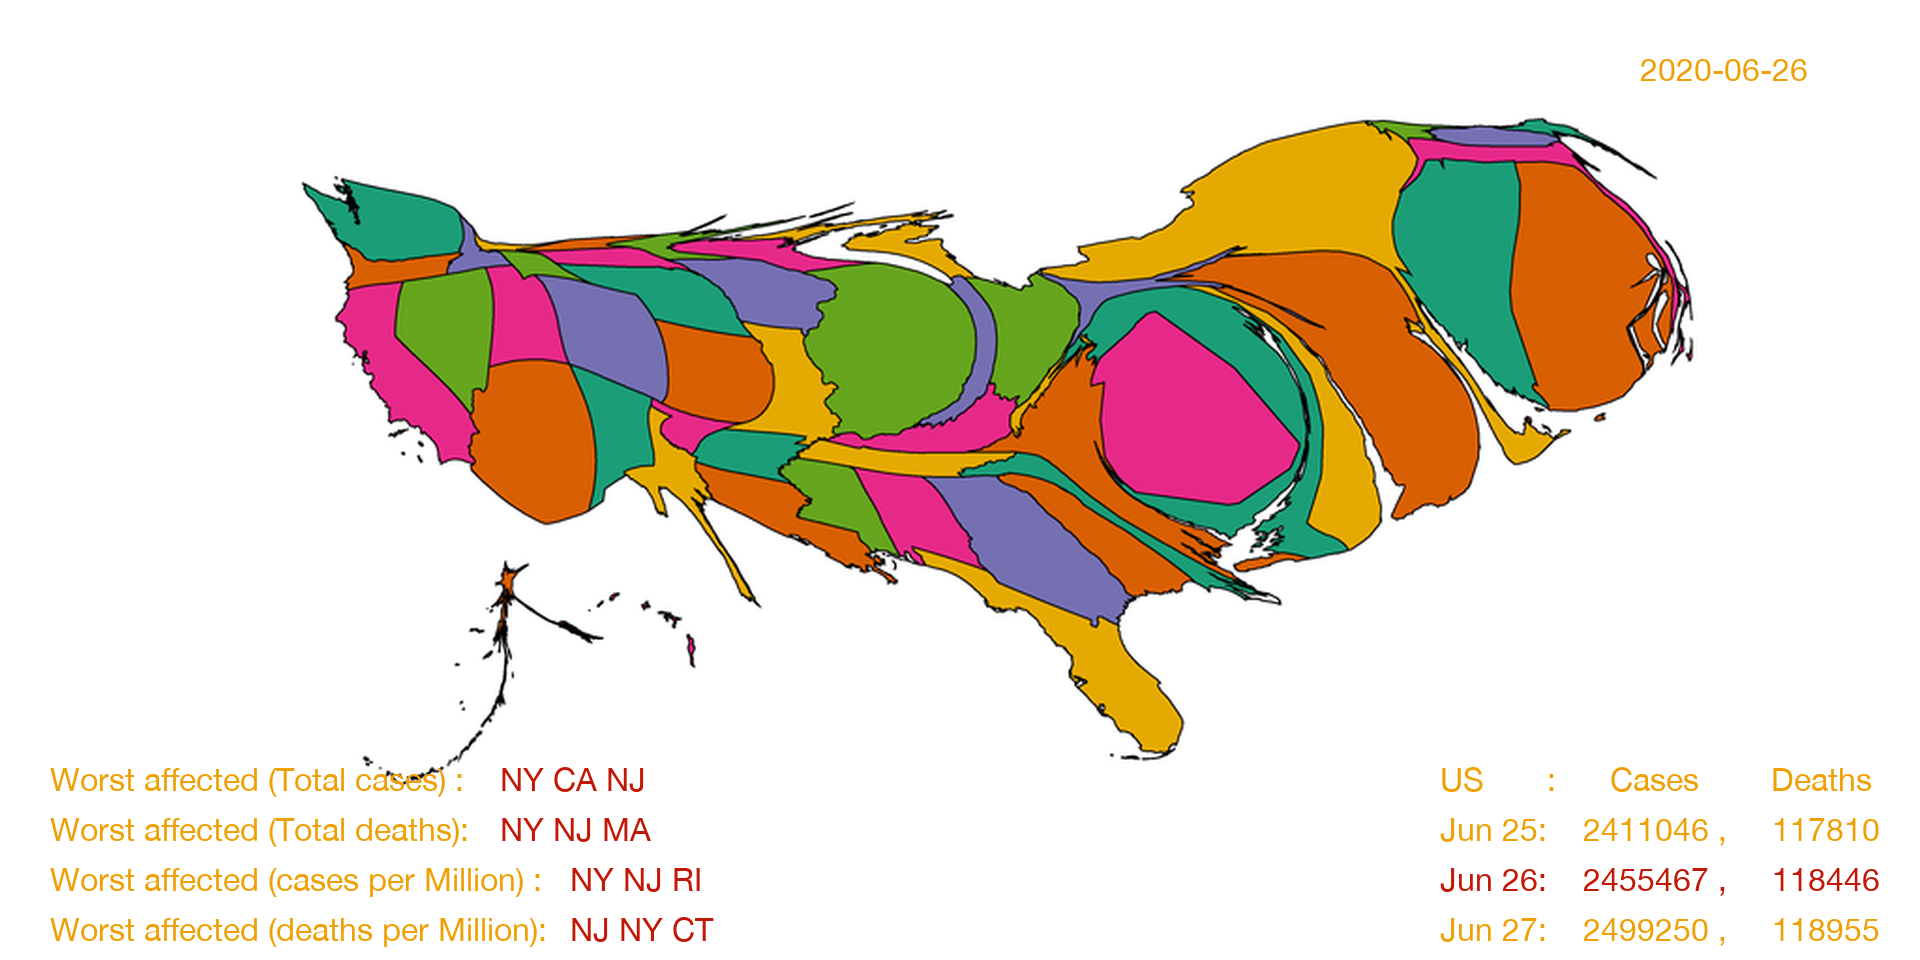 2020-06-26
Worst affected (Total cases) : NY CA NJ
Worst affected (Total deaths): NY NJ MA
Worst affected (cases per Million) : NY NJ RI
Worst affected (deaths per Million): NJ NY CT
US : Cases Deaths
Jun 25: 2411046 , 117810
Jun 26: 2455467 , 118446
Jun 27: 2499250 , 118955